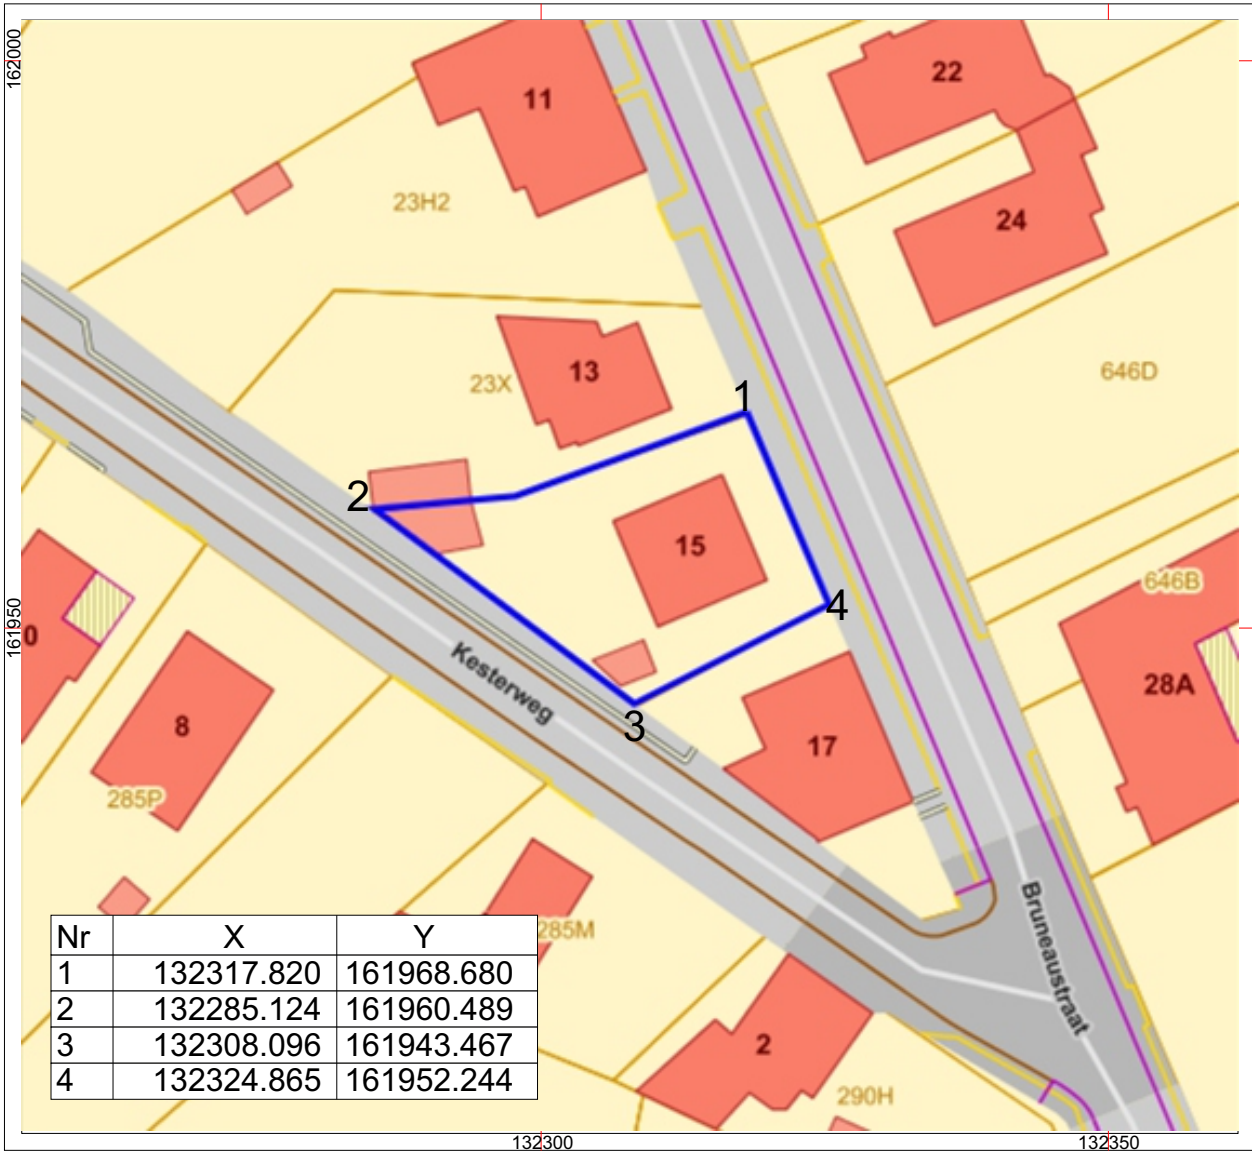 162000
11
22
24
23H2
646D
13
23X
1
2
15
4
646B
161950
0
28A
Kesterweg
8
3
17
285P
285M
Bruneaustraat
2
290H
Nr X Y
1 132317.820 161968.680
2 132285.124 161960.489
3 132308.096 161943.467
4 132324.865 161952.244
132300
132350